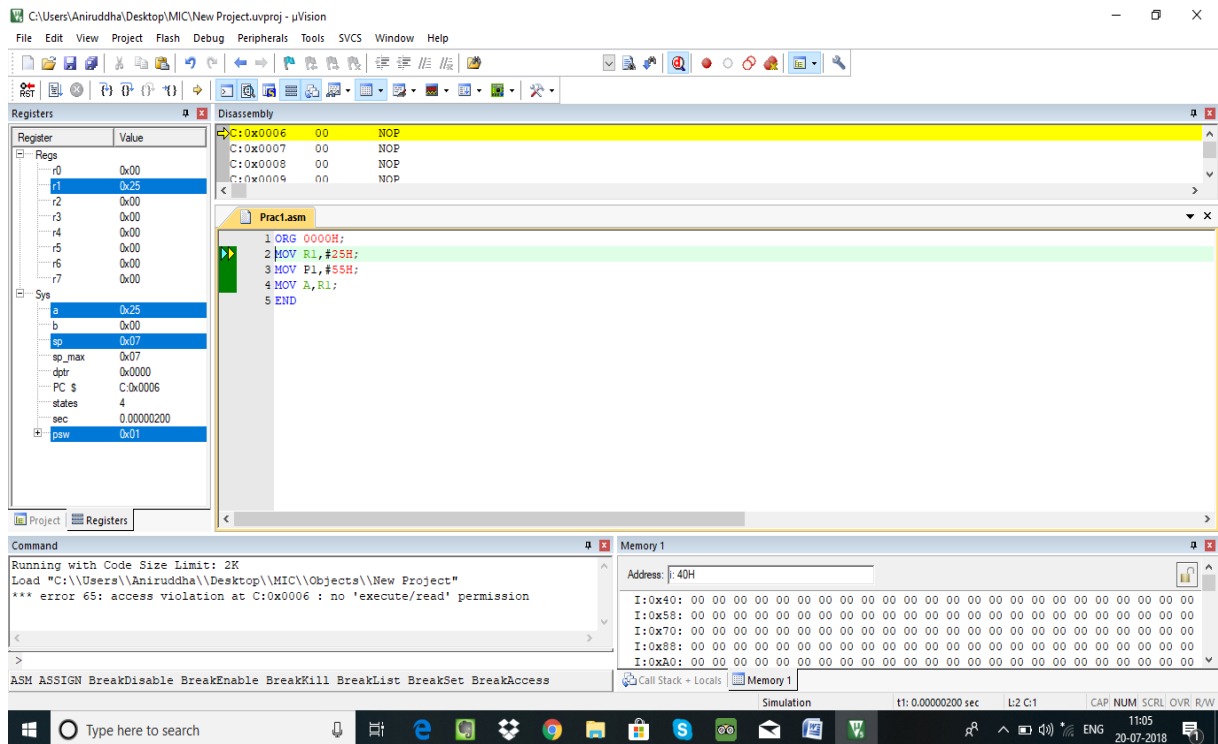 C:\Users\Aniruddha\Desktop\MIC\New Project.uvproj - µVision
File Edit View Project Flash Debug Peripherals Tools SVCS Window Help
RST
Registers
Register Value
Regs
r0 0x00
r1 0x25
r2 0x00
r3 0x00
r4 0x00
r5 0x00
r6 0x00
r7 0x00
Sys
a 0x25
b 0x00
sp 0x07
sp_max 0x07
dptr 0x0000
PC $ C:0x0006
states 4
sec 0.00000200
psw 0x01
Project Registers
Disassembly
C:0x0006 00 NOP
C:0x0007 00 NOP
C:0x0008 00 NOP
C:0x0009 00 NOP
Prac1.asm
1 ORG 0000H;
2 MOV R1,#25H;
3 MOV P1,#55H;
4 MOV A,R1;
5 END
Command
Running with Code Size Limit: 2K
Load "C:\\Users\\Aniruddha\\Desktop\\MIC\\Objects\\New Project"
*** error 65: access violation at C:0x0006 : no 'execute/read' permission
>
ASM ASSIGN BreakDisable BreakEnable BreakKill BreakList BreakSet BreakAccess
Memory 1
Address: i: 40H
I:0x40: 00 00 00 00 00 00 00 00 00 00 00 00 00 00 00 00 00 00 00 00 00 00 00 00
I:0x58: 00 00 00 00 00 00 00 00 00 00 00 00 00 00 00 00 00 00 00 00 00 00 00 00
I:0x70: 00 00 00 00 00 00 00 00 00 00 00 00 00 00 00 00 00 00 00 00 00 00 00 00
I:0x88: 00 00 00 00 00 00 00 00 00 00 00 00 00 00 00 00 00 00 00 00 00 00 00 00
I:0xA0: 00 00 00 00 00 00 00 00 00 00 00 00 00 00 00 00 00 00 00 00 00 00 00 00
Call Stack + Locals Memory 1
Simulation t1: 0.00000200 sec L:2 C:1 CAP NUM SCRL OVR R/W
Type here to search
ENG
11:05
20-07-2018